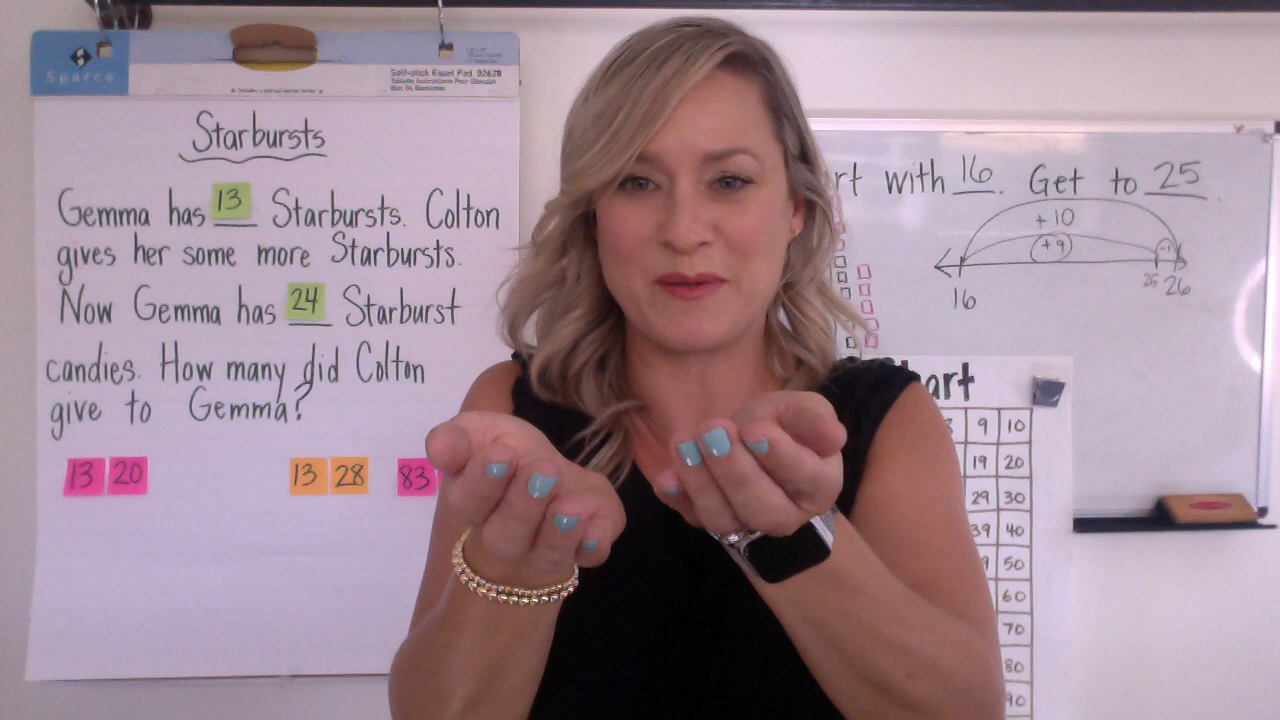 Sparco
Self-stick Easel Pad
Starbursts
Gemma has 13 Starbursts. Colton
gives her some more Starbursts.
Now Gemma has 24 Starburst
candies. How many did Colton
give to Gemma?
13 20 13 28 83
with 16. Get to 25.
+10
+9 -1
16 25 26
9 10
19 20
29 30
39 40
50
60
70
80
90